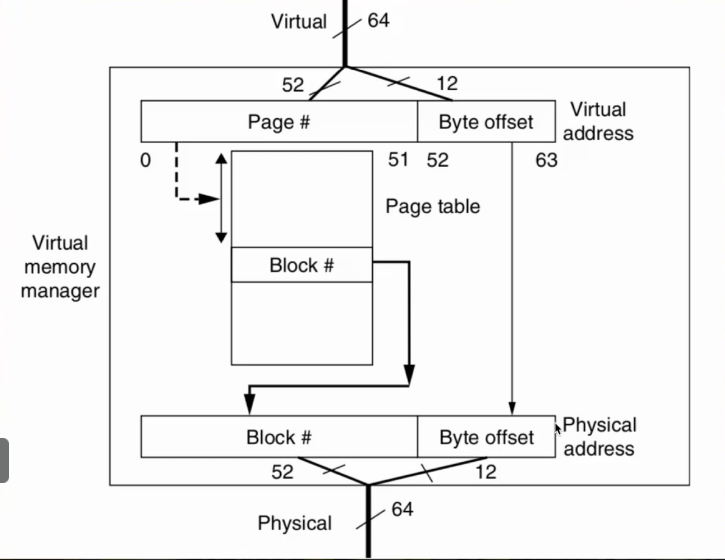 Virtual 64
52 12
Page # Byte offset
Virtual
address
0 51 52 63
Page table
Virtual
memory
manager
Block #
Block # Byte offset
Physical
address
52 12
Physical 64